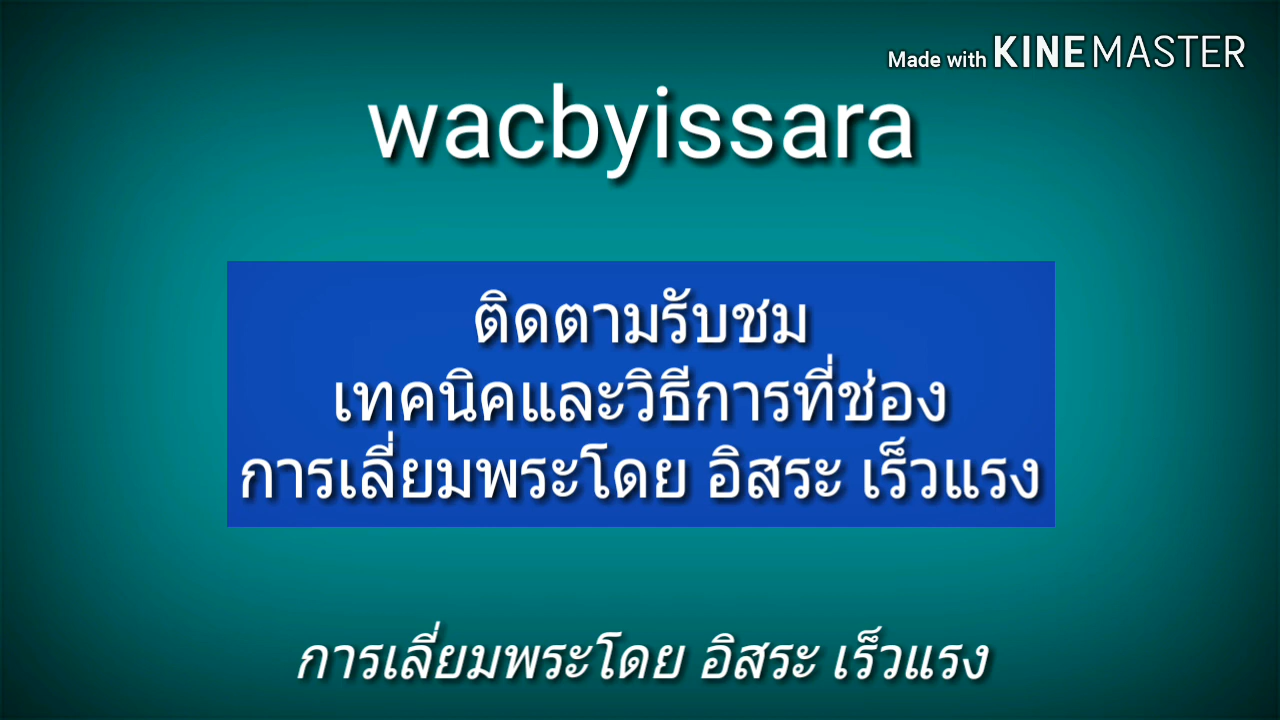 Made with KINEMASTER
wacbyissara
ติดตามรับชม
เทคนิคและวิธีการที่ช่อง
การเลี่ยมพระโดย อิสระ เร็วแรง
การเลี่ยมพระโดย อิสระ เร็วแรง